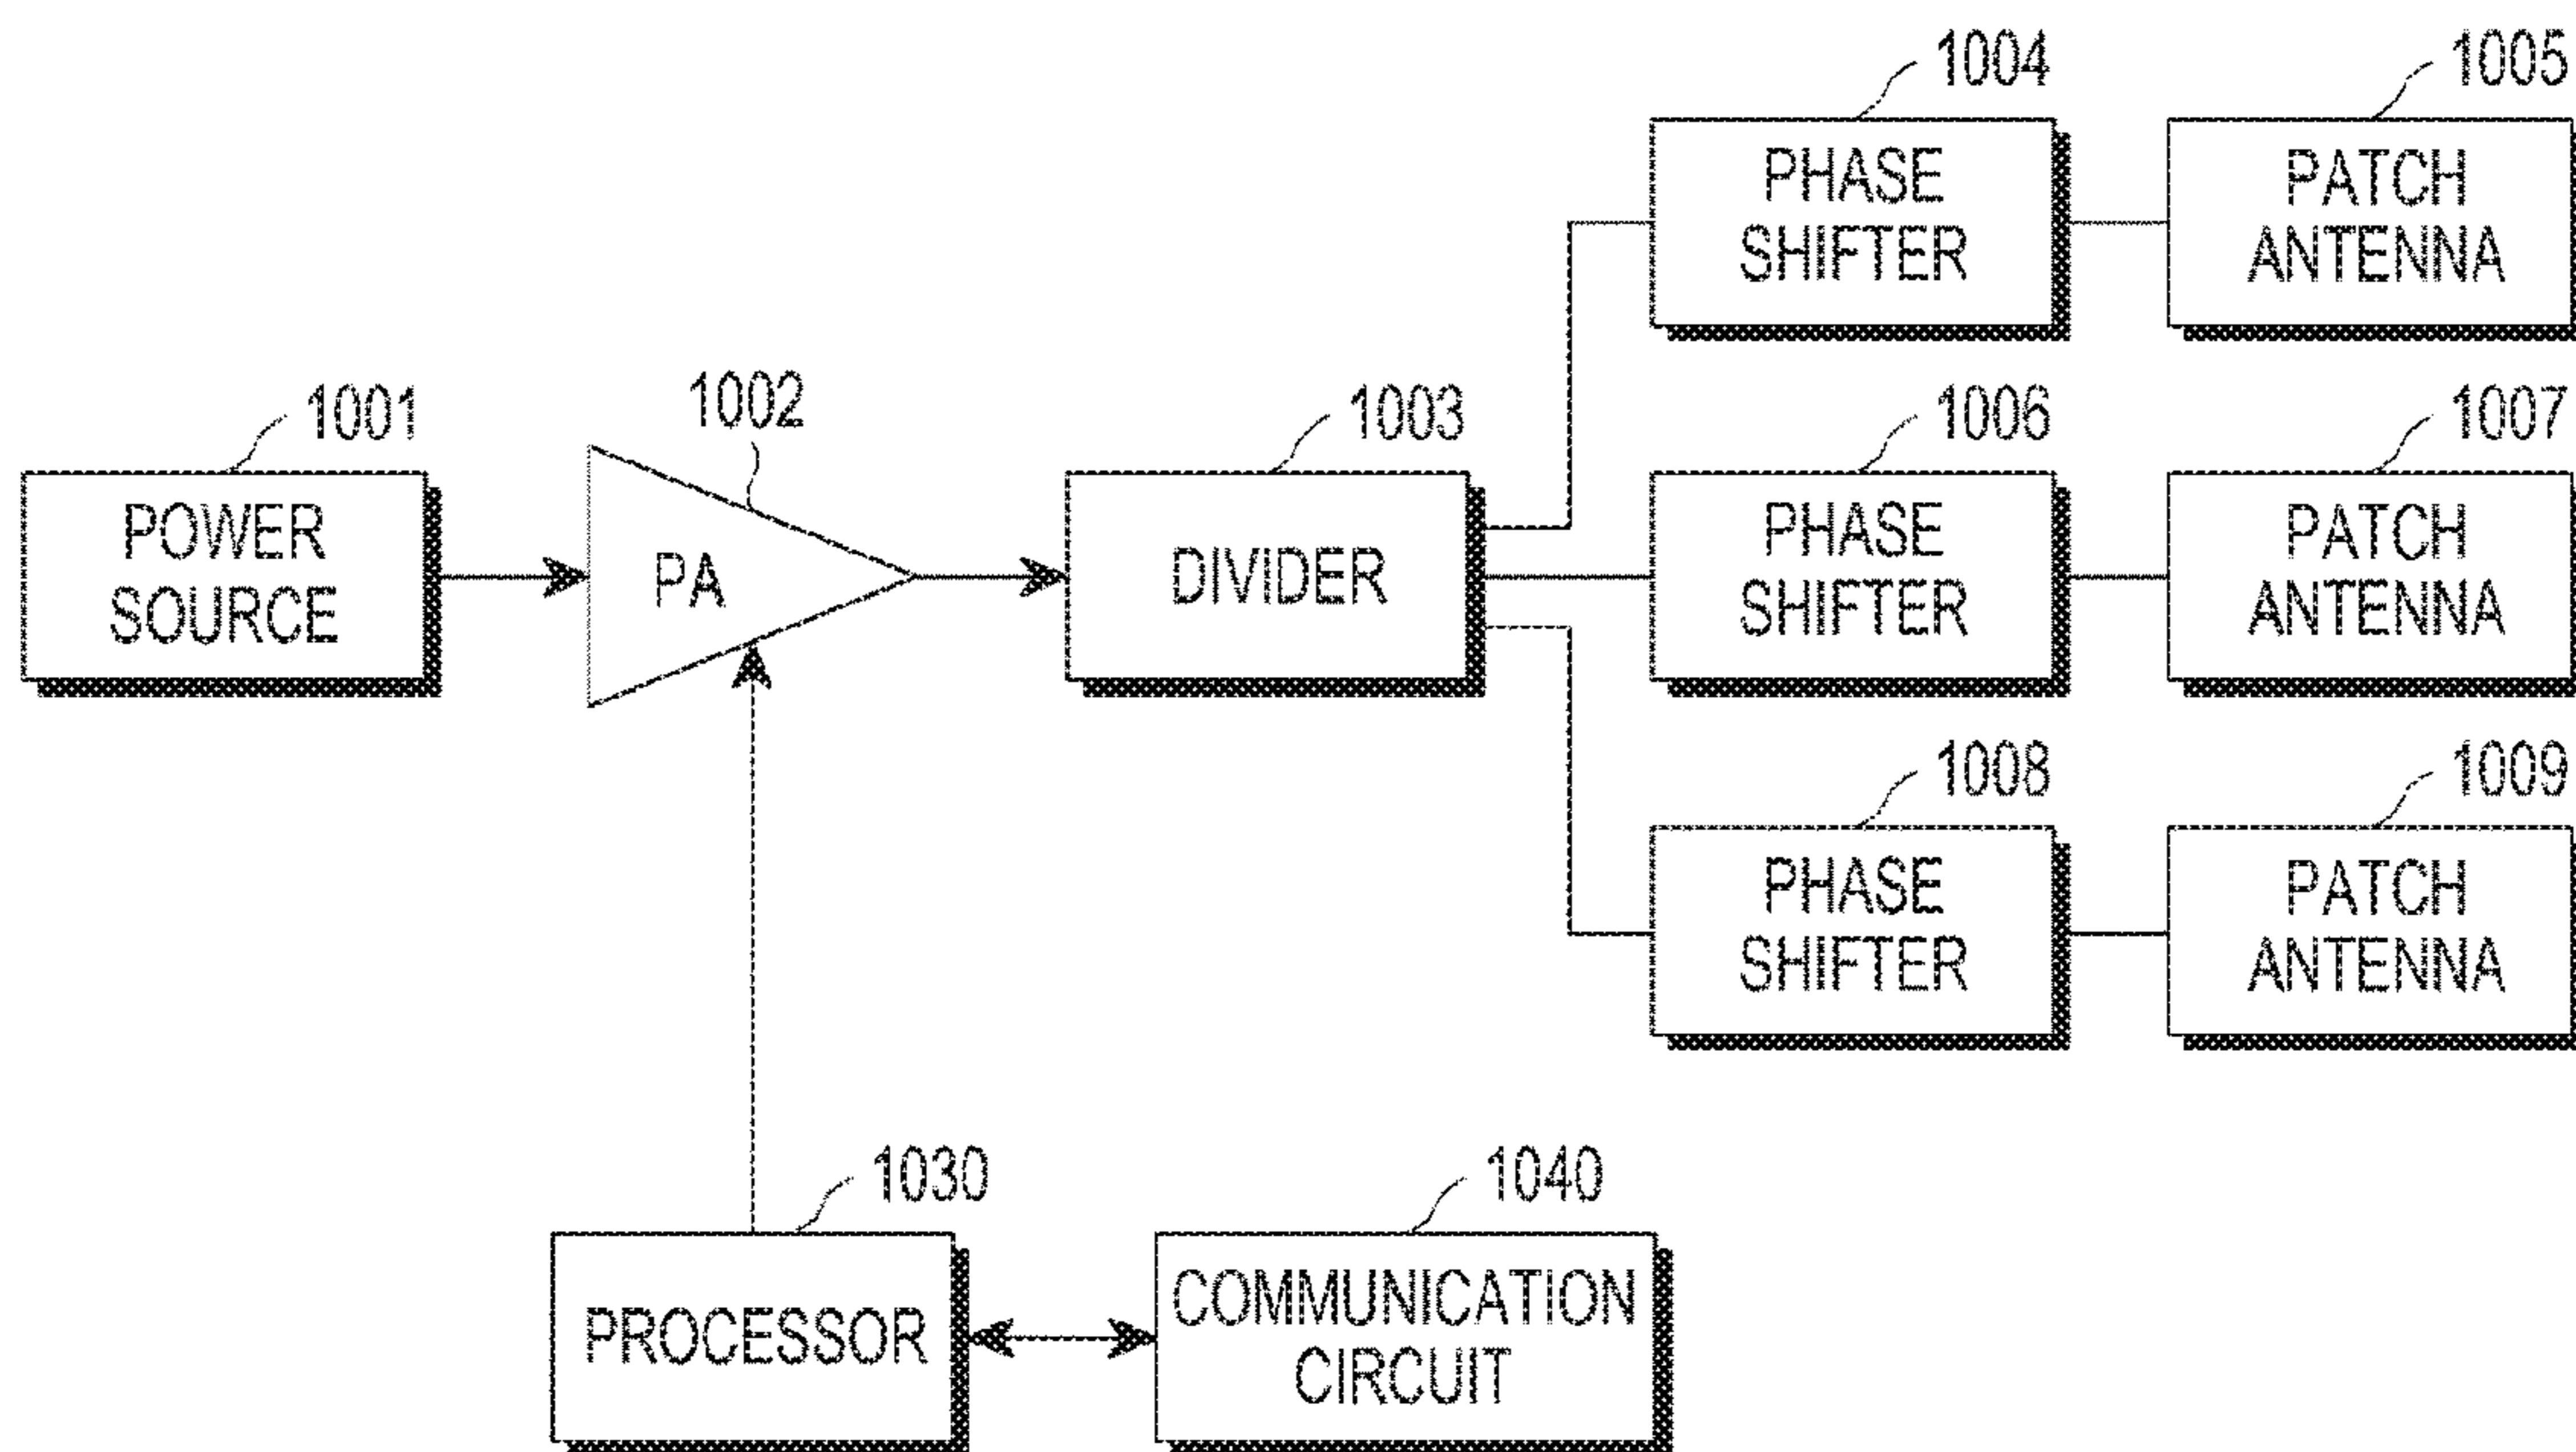 1004
1005
PHASE
SHIFTER
PATCH
ANTENNA
1001
1002
1003
1006
1007
POWER
SOURCE
PA
DIVIDER
PHASE
SHIFTER
PATCH
ANTENNA
1008
1009
PHASE
SHIFTER
PATCH
ANTENNA
1030
1040
PROCESSOR
COMMUNICATION
CIRCUIT